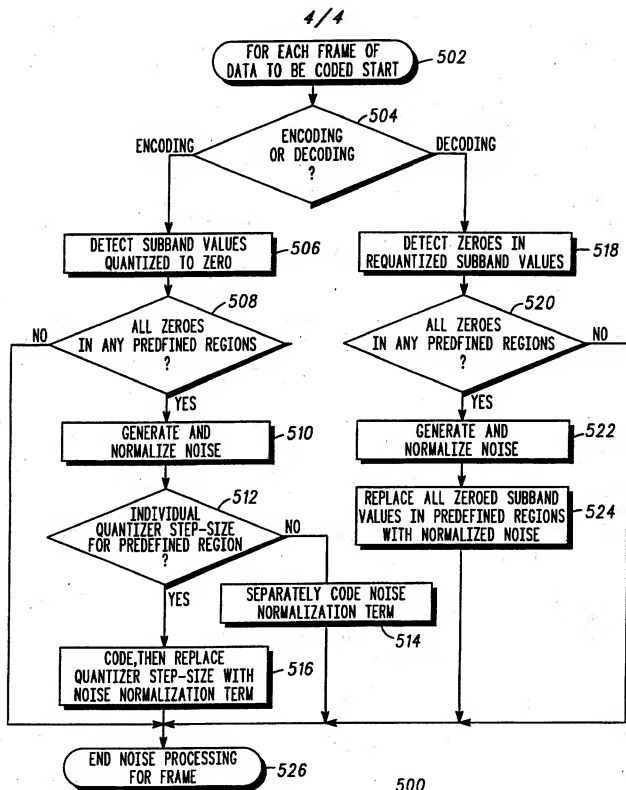 4/4
FOR EACH FRAME OF
DATA TO BE CODED START
502
504
ENCODING
ENCODING
OR DECODING
?
DECODING
DETECT SUBBAND VALUES
QUANTIZED TO ZERO
506
DETECT ZEROES IN
REQUANTIZED SUBBAND VALUES
518
508
NO
ALL ZEROES
IN ANY PREDFINED REGIONS
?
YES
520
ALL ZEROES
IN ANY PREDFINED REGIONS
?
NO
YES
GENERATE AND
NORMALIZE NOISE
510
GENERATE AND
NORMALIZE NOISE
522
512
INDIVIDUAL
QUANTIZER STEP-SIZE
FOR PREDEFINED REGION
?
NO
YES
REPLACE ALL ZEROED SUBBAND
VALUES IN PREDEFINED REGIONS
WITH NORMALIZED NOISE
524
SEPARATELY CODE NOISE
NORMALIZATION TERM
514
CODE,THEN REPLACE
QUANTIZER STEP-SIZE WITH
NOISE NORMALIZATION TERM
516
END NOISE PROCESSING
FOR FRAME
526
500